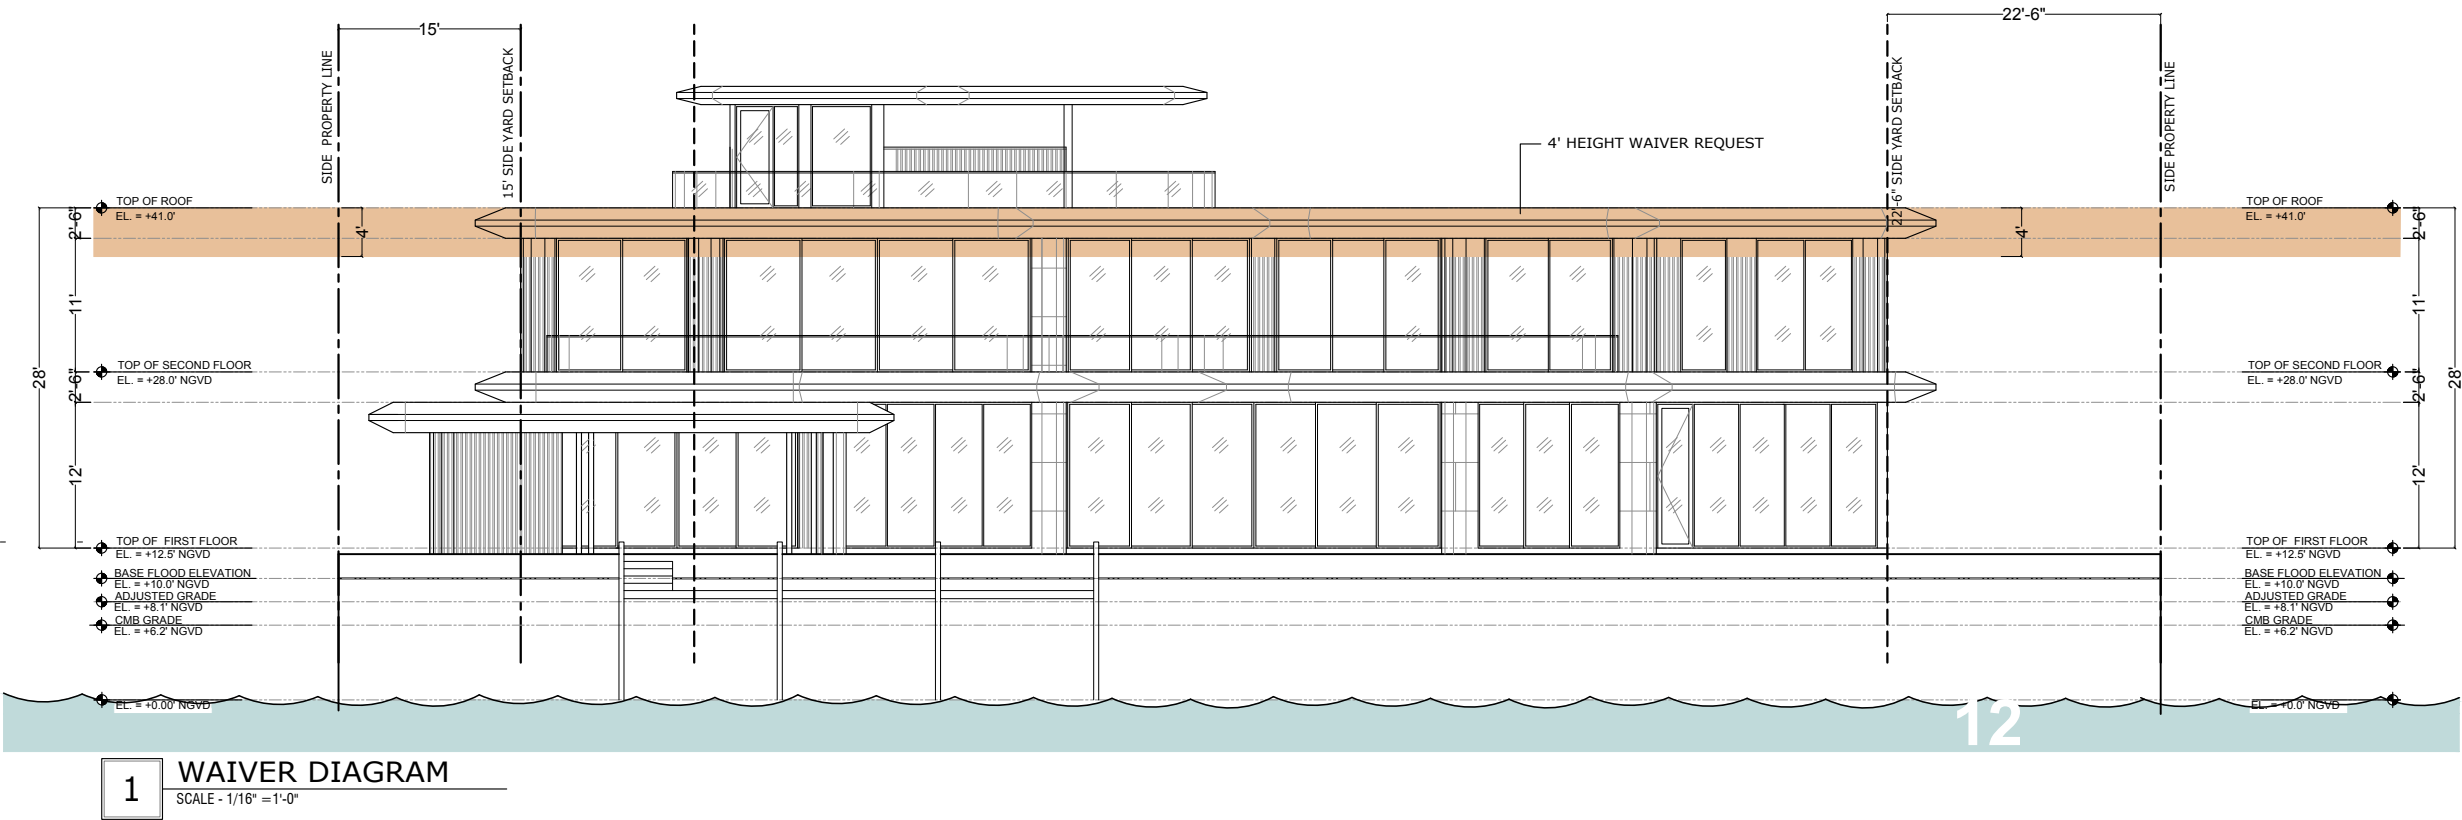 15'
22'-6"
SIDE PROPERTY LINE
15' SIDE YARD SETBACK
22'-6" SIDE YARD SETBACK
SIDE PROPERTY LINE
4' HEIGHT WAIVER REQUEST
TOP OF ROOF
EL. = +41.0'
TOP OF ROOF
EL. = +41.0'
2'-6"
4'
4'
2'-6"
11'
11'
TOP OF SECOND FLOOR
EL. = +28.0' NGVD
TOP OF SECOND FLOOR
EL. = +28.0' NGVD
28'
2'-6"
2'-6"
28'
12'
12'
TOP OF FIRST FLOOR
EL. = +12.5' NGVD
TOP OF FIRST FLOOR
EL. = +12.5' NGVD
BASE FLOOD ELEVATION
EL. = +10.0' NGVD
BASE FLOOD ELEVATION
EL. = +10.0' NGVD
ADJUSTED GRADE
EL. = +8.1' NGVD
ADJUSTED GRADE
EL. = +8.1' NGVD
CMB GRADE
EL. = +6.2' NGVD
CMB GRADE
EL. = +6.2' NGVD
EL. = +0.00' NGVD
EL. = +0.0' NGVD
12
1
WAIVER DIAGRAM
SCALE - 1/16" =1'-0"